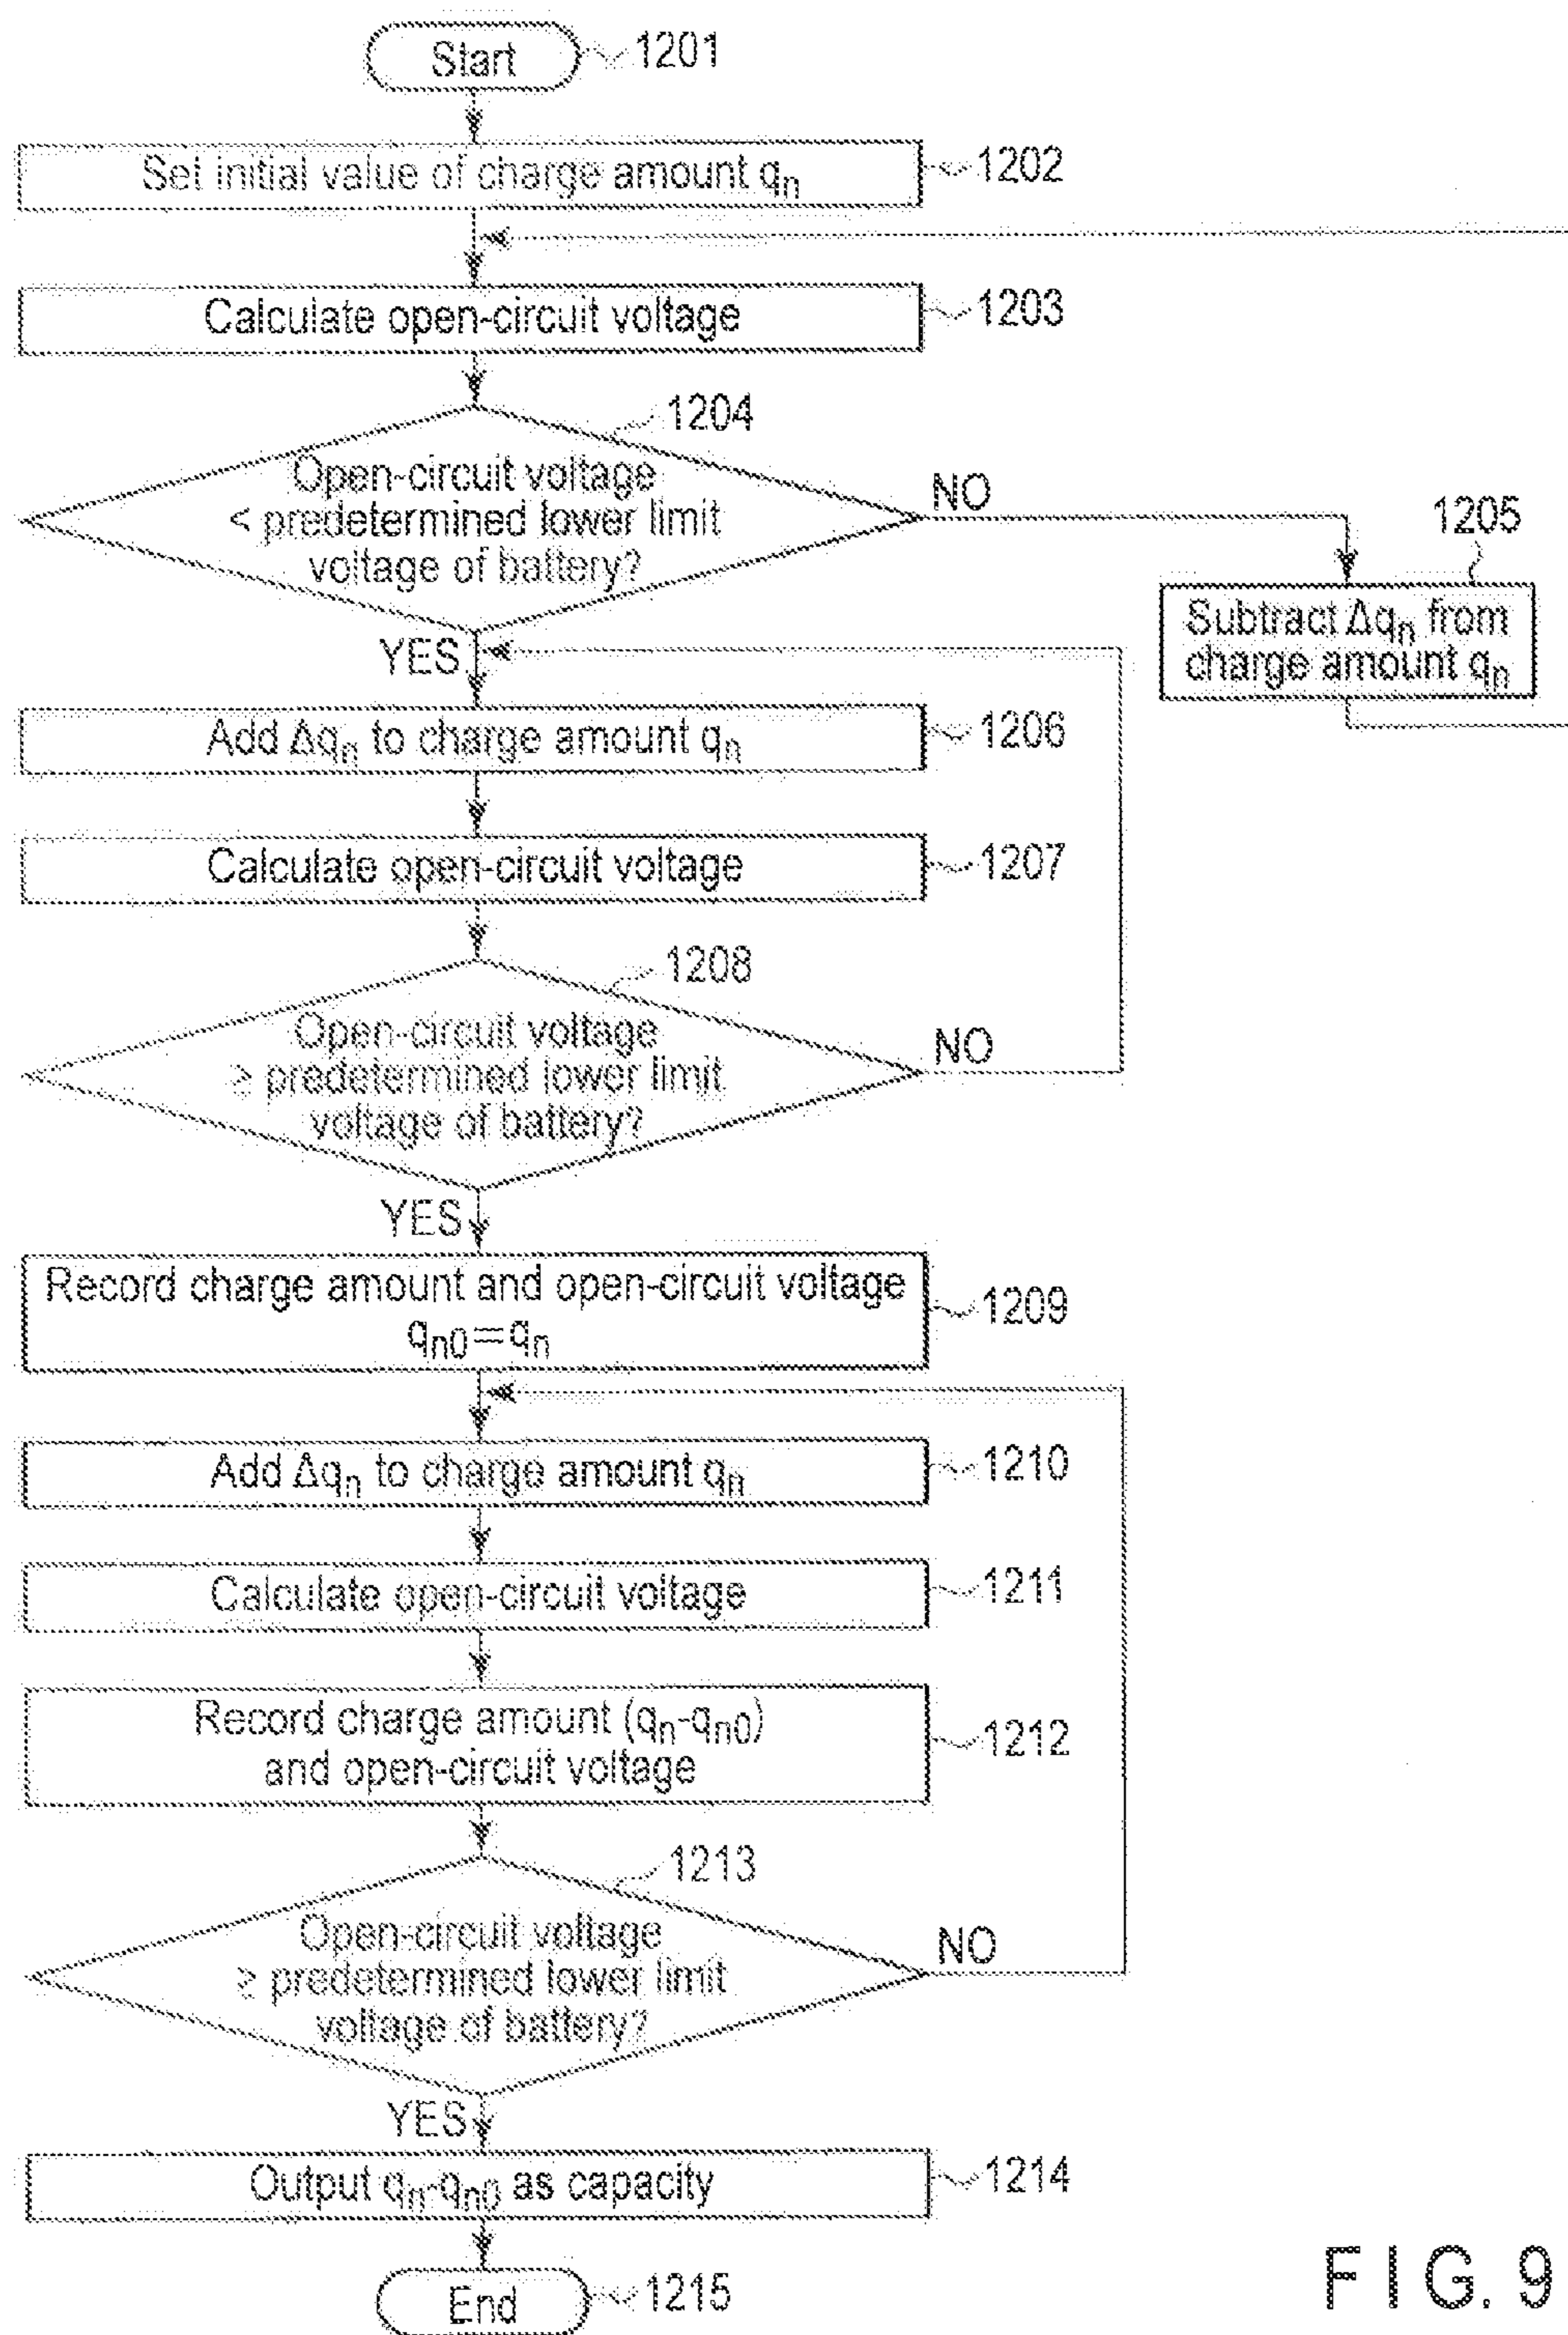 Start
1201
Set initial value of charge amount qn
1202
Calculate open-circuit voltage
1203
1204
Open-circuit voltage
< predetermined lower limit
voltage of battery?
NO
1205
Subtract Δqn from
charge amount qn
YES
Add Δqn to charge amount qn
1206
Calculate open-circuit voltage
1207
1208
Open-circuit voltage
≥ predetermined lower limit
voltage of battery?
NO
YES
Record charge amount and open-circuit voltage
qn0=qn
1209
Add Δqn to charge amount qn
1210
Calculate open-circuit voltage
1211
Record charge amount (qn-qn0)
and open-circuit voltage
1212
1213
Open-circuit voltage
≥ predetermined lower limit
voltage of battery?
NO
YES
Output qn-qn0 as capacity
1214
End
1215
FIG. 9